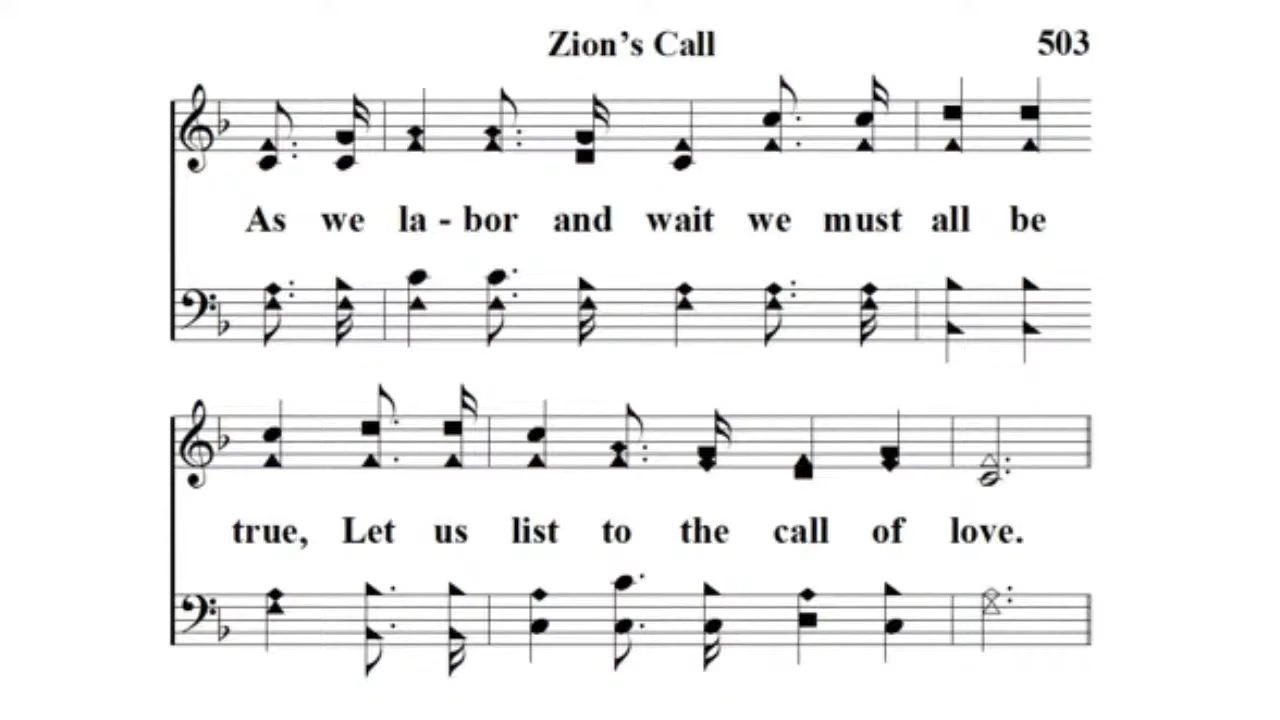 Zion’s Call 503
As we la - bor and wait we must all be
true, Let us list to the call of love.